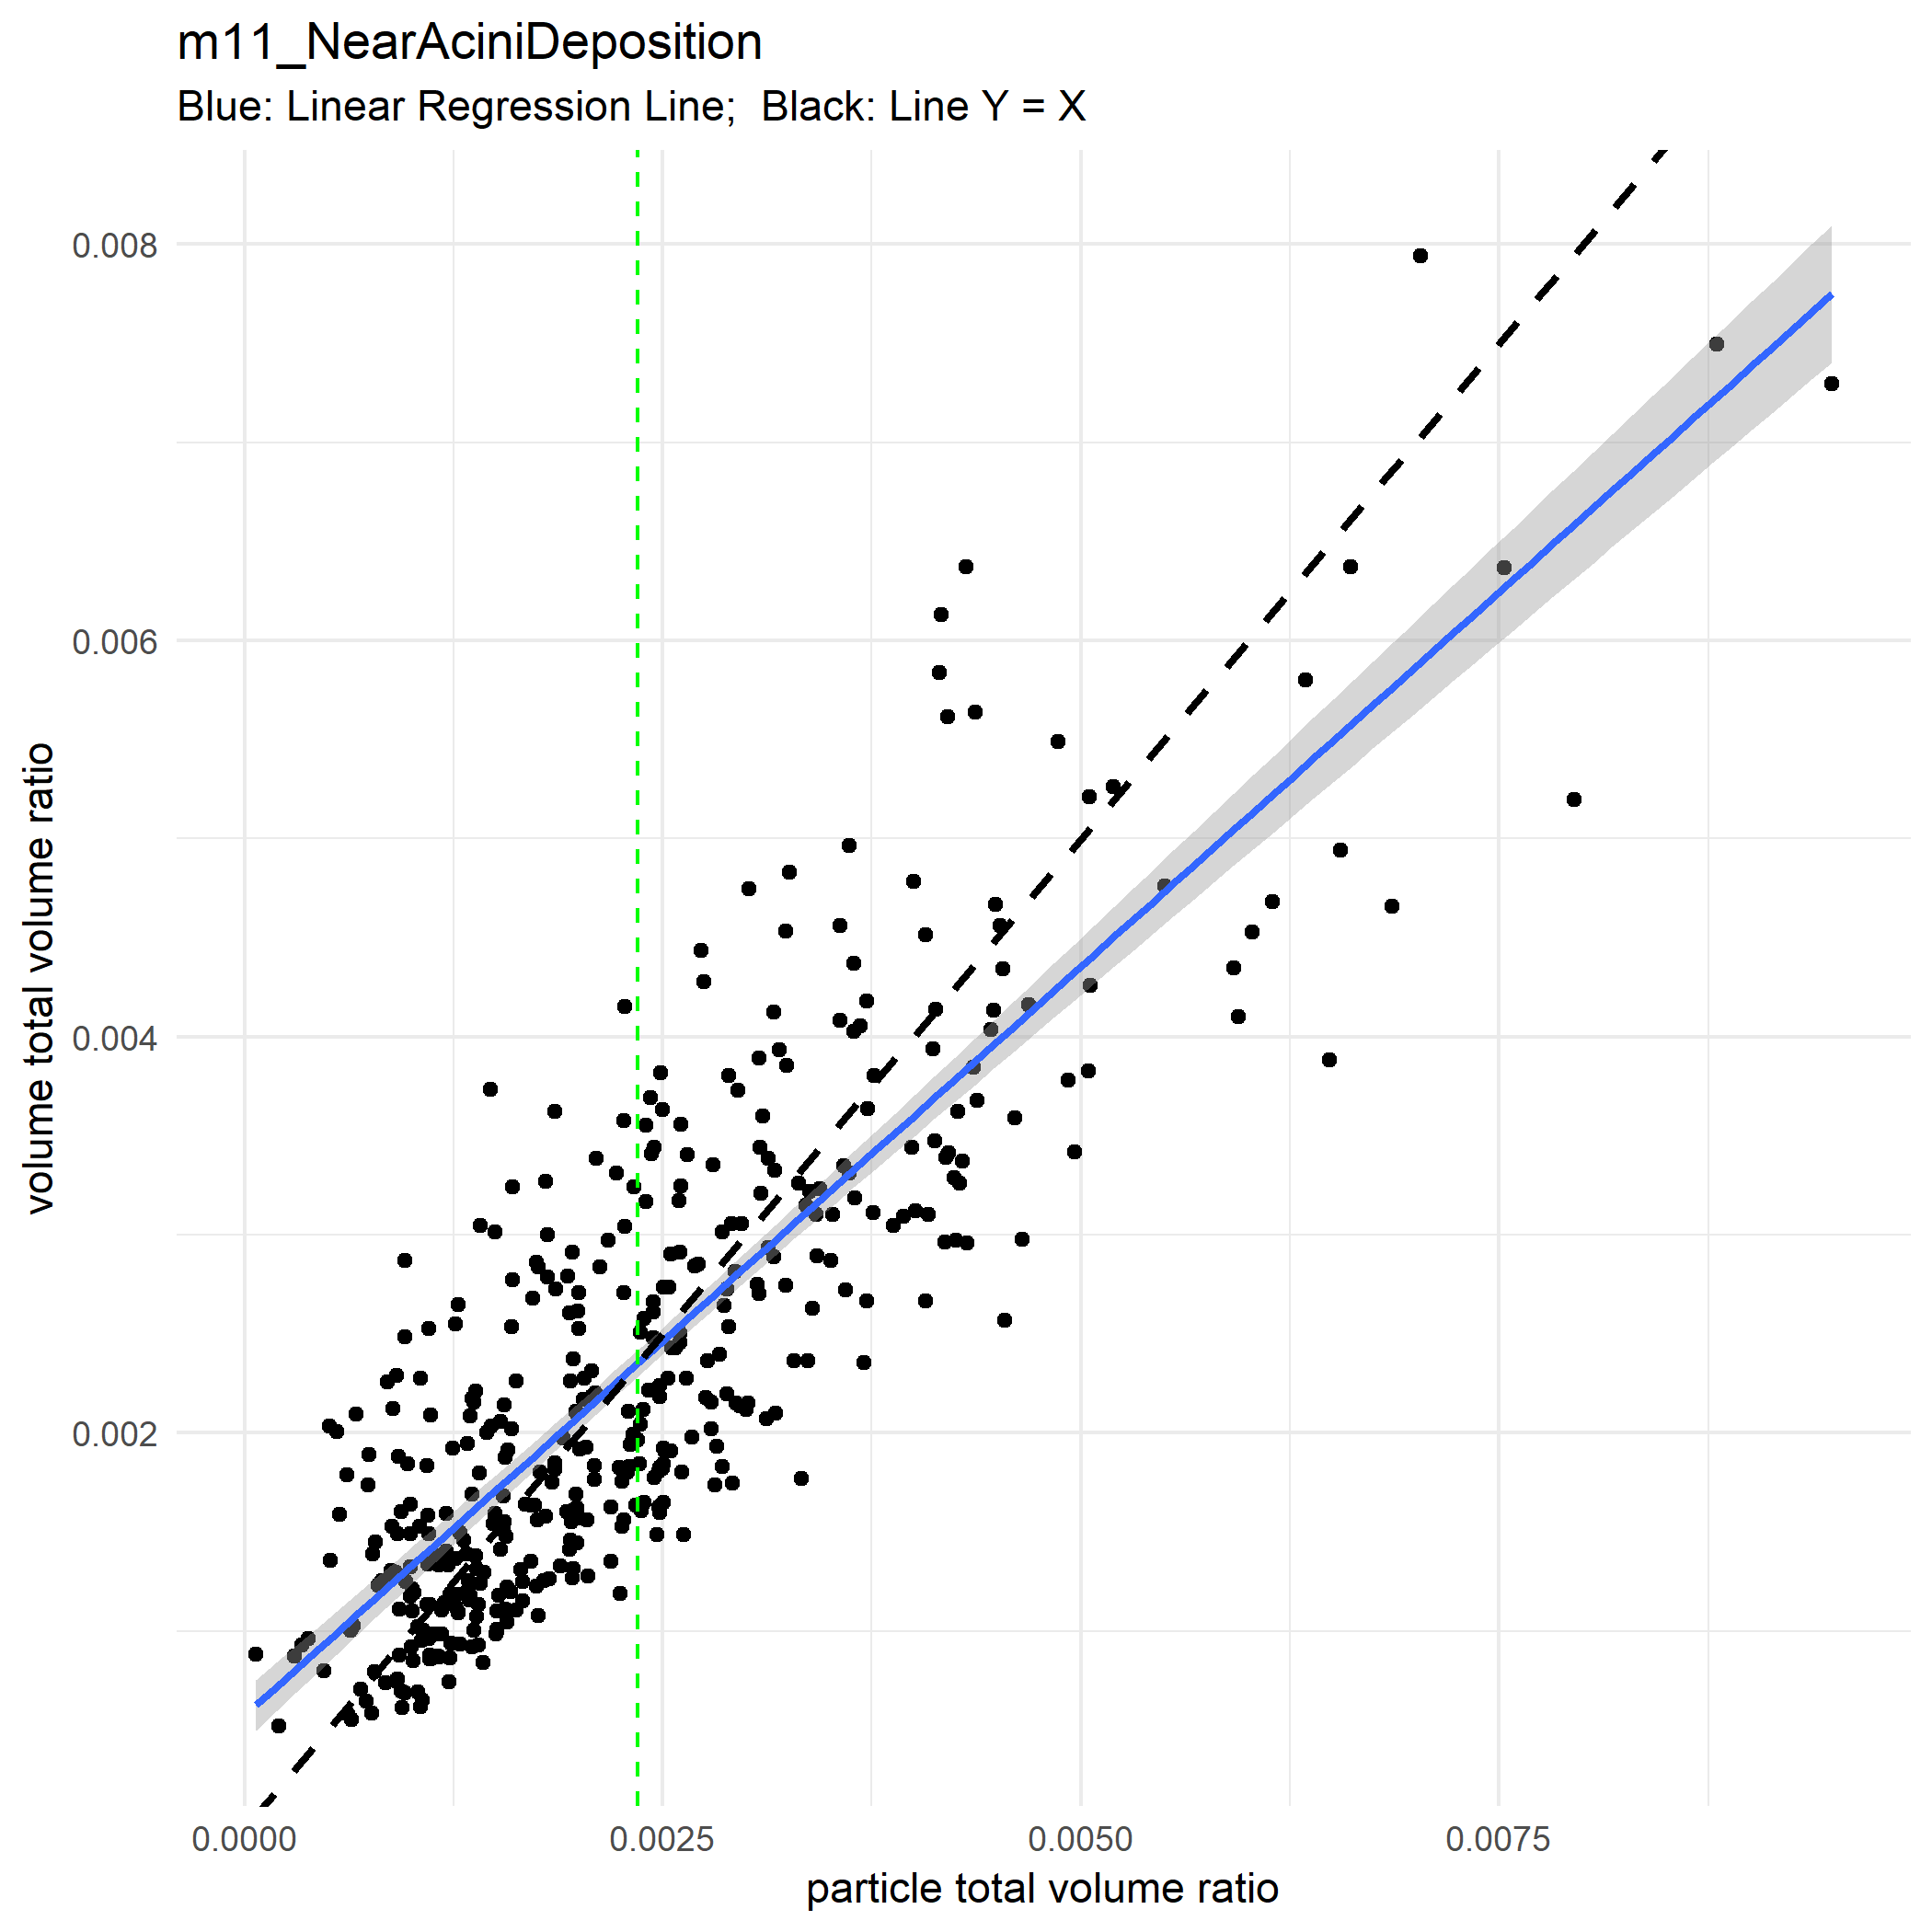 m11_NearAciniDeposition
Blue: Linear Regression Line;  Black: Line Y = X
0.008
0.006
0.004
0.002
volume total volume ratio
0.0000
0.0025
0.0050
0.0075
particle total volume ratio